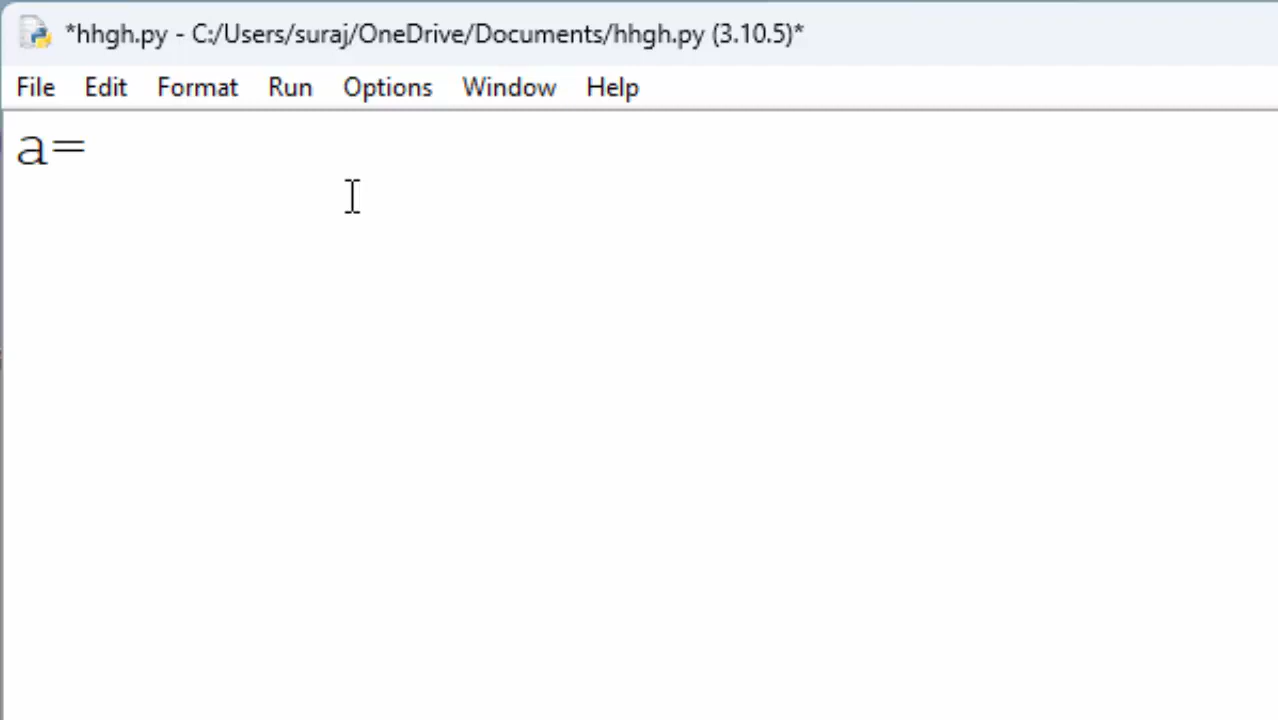 *hhgh.py - C:/Users/suraj/OneDrive/Documents/hhgh.py (3.10.5)*
File Edit Format Run Options Window Help
a=